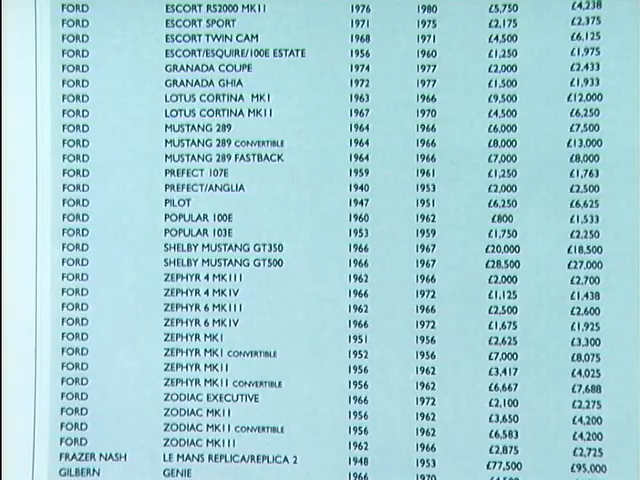 FORD ESCORT RS2000 MK11 1976 1980 £5,750 £4,238
FORD ESCORT SPORT 1971 1975 £2,175 £2,375
FORD ESCORT TWIN CAM 1968 1971 £4,500 £6,125
FORD ESCORT/ESQUIRE/100E ESTATE 1956 1960 £1,250 £1,975
FORD GRANADA COUPE 1974 1977 £2,000 £2,433
FORD GRANADA GHIA 1972 1977 £1,500 £1,933
FORD LOTUS CORTINA MK1 1963 1966 £9,500 £12,000
FORD LOTUS CORTINA MK11 1967 1970 £4,500 £6,250
FORD MUSTANG 289 1964 1966 £6,000 £7,500
FORD MUSTANG 289 CONVERTIBLE 1964 1966 £8,000 £13,000
FORD MUSTANG 289 FASTBACK 1964 1966 £7,000 £8,000
FORD PREFECT 107E 1959 1961 £1,250 £1,763
FORD PREFECT/ANGLIA 1940 1953 £2,000 £2,500
FORD PILOT 1947 1951 £6,250 £6,625
FORD POPULAR 100E 1960 1962 £800 £1,533
FORD POPULAR 103E 1953 1959 £1,750 £2,250
FORD SHELBY MUSTANG GT350 1966 1967 £20,000 £18,500
FORD SHELBY MUSTANG GT500 1966 1967 £28,500 £27,000
FORD ZEPHYR 4 MK111 1962 1966 £2,000 £2,700
FORD ZEPHYR 4 MKIV 1966 1972 £1,125 £1,438
FORD ZEPHYR 6 MK111 1962 1966 £2,500 £2,600
FORD ZEPHYR 6 MKIV 1966 1972 £1,675 £1,925
FORD ZEPHYR MK1 1951 1956 £2,625 £3,300
FORD ZEPHYR MK1 CONVERTIBLE 1952 1956 £7,000 £8,075
FORD ZEPHYR MK11 1956 1962 £3,417 £4,025
FORD ZEPHYR MK11 CONVERTIBLE 1956 1962 £6,667 £7,688
FORD ZODIAC EXECUTIVE 1966 1972 £2,100 £2,275
FORD ZODIAC MK11 1956 1962 £3,650 £4,200
FORD ZODIAC MK11 CONVERTIBLE 1956 1962 £6,583 £4,200
FORD ZODIAC MK111 1962 1966 £2,875 £2,725
FRAZER NASH LE MANS REPLICA/REPLICA 2 1948 1953 £77,500 £95,000
GILBERN GENIE 1966 1970